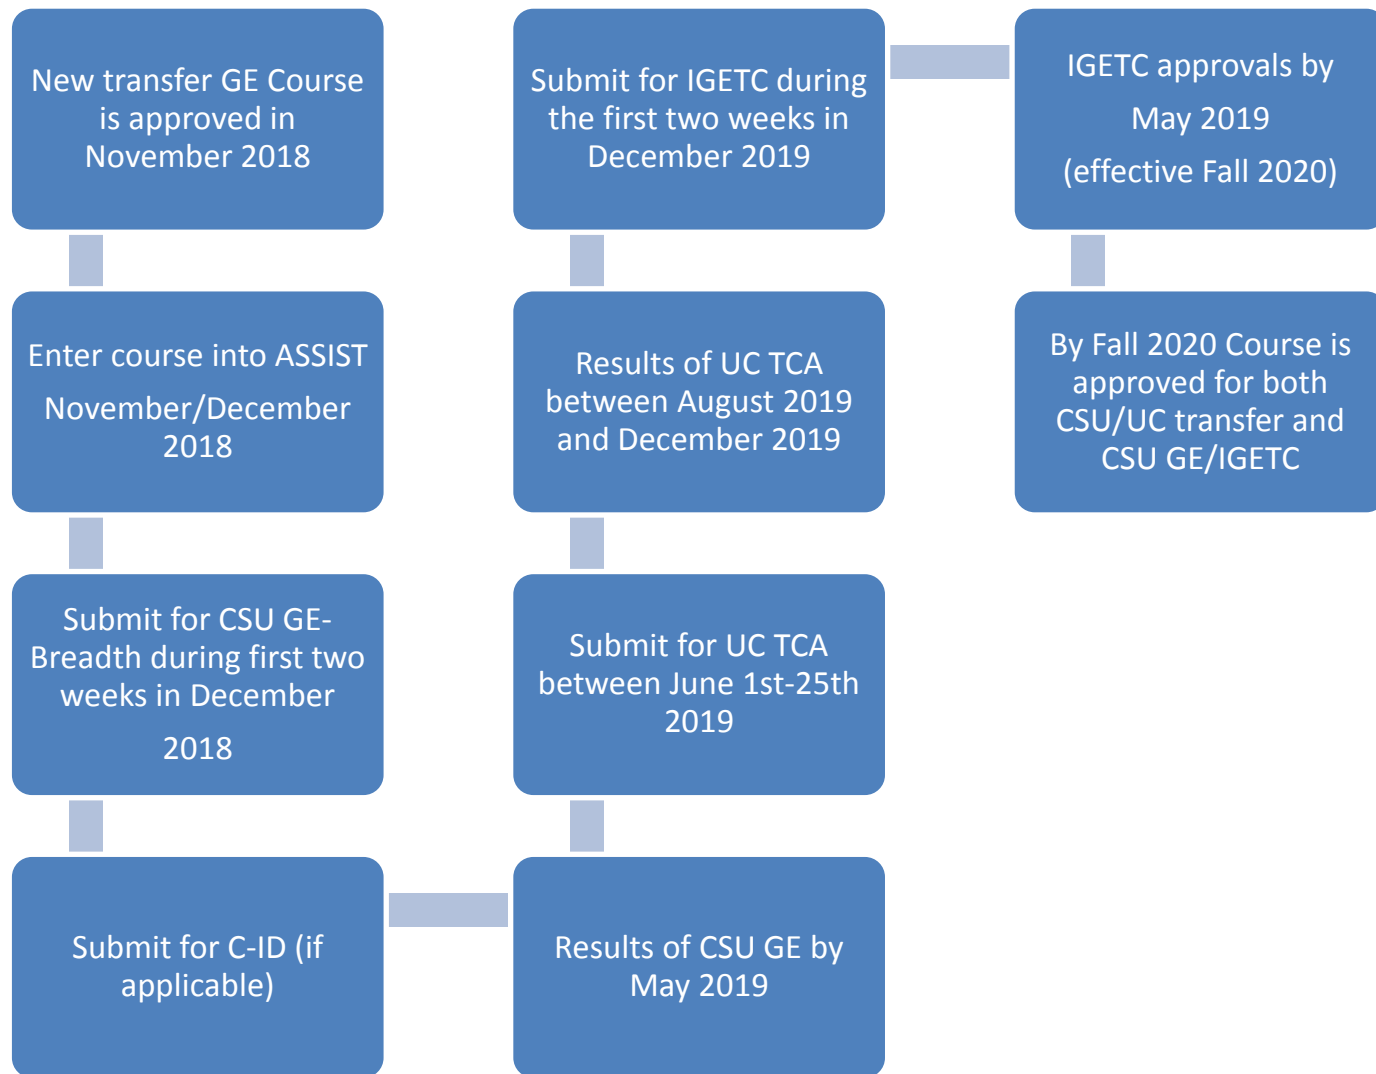 New transfer GE Course
is approved in
November 2018
Enter course into ASSIST
November/December
2018
Submit for CSU GE-
Breadth during first two
weeks in December
2018
Submit for C-ID (if
applicable)
Results of CSU GE by
May 2019
Submit for UC TCA
between June 1st-25th
2019
Results of UC TCA
between August 2019
and December 2019
Submit for IGETC during
the first two weeks in
December 2019
IGETC approvals by
May 2019
(effective Fall 2020)
By Fall 2020 Course is
approved for both
CSU/UC transfer and
CSU GE/IGETC